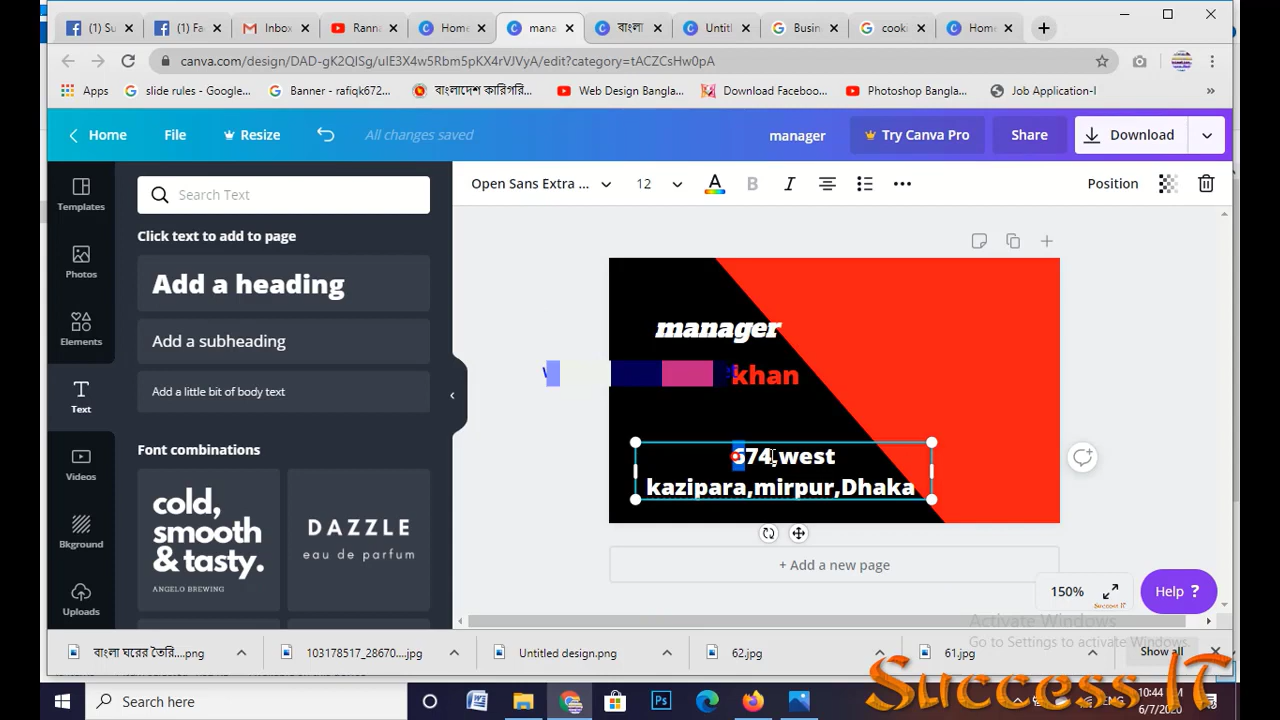 (1) Su
(1) Fa
Inbox
Ranna
Home
mana
বাংলা
Untitl
Busin
cooki
Home
canva.com/design/DAD-gK2QISg/uIE3X4w5Rbm5pKX4rVJVyA/edit?category=tACZCsHw0pA
Apps
slide rules - Google...
Banner - rafiqk672...
বাংলাদেশ কারিগরি...
Web Design Bangla...
Download Faceboo...
Photoshop Bangla...
Job Application-I
Home
File
Resize
All changes saved
manager
Try Canva Pro
Share
Download
Templates
Photos
Elements
Text
Videos
Bkground
Uploads
Search Text
Click text to add to page
Add a heading
Add a subheading
Add a little bit of body text
Font combinations
cold,
smooth
& tasty.
ANGELO BREWING
DAZZLE
eau de parfum
Open Sans Extra ...
12
A
B
I
Position
manager
khan
674,west
kazipara,mirpur,Dhaka
+ Add a new page
150%
Help ?
Success IT
Activate Windows
Go to Settings to activate Windows.
বাংলা ঘরের তৈরি....png
103178517_28670....jpg
Untitled design.png
62.jpg
61.jpg
Show all
Search here
ENG
10:44 PM
6/7/2020
Success IT